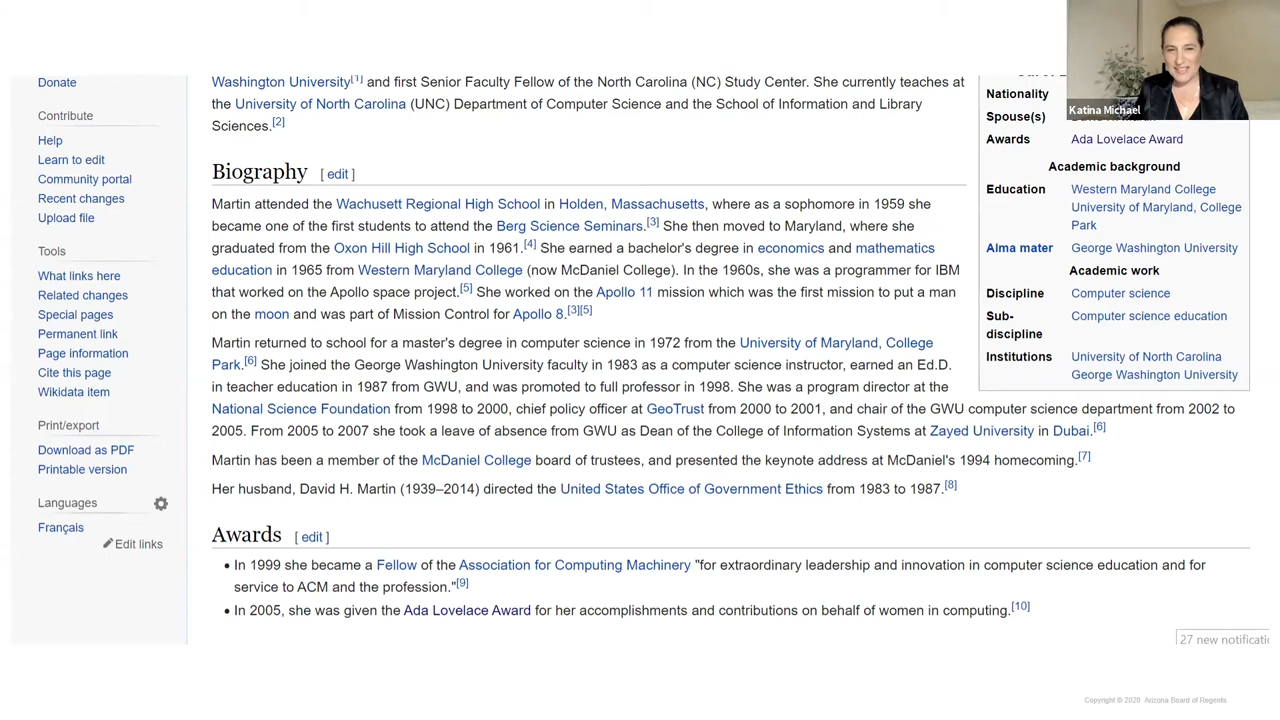 Donate
Contribute
Help
Learn to edit
Community portal
Recent changes
Upload file
Tools
What links here
Related changes
Special pages
Permanent link
Page information
Cite this page
Wikidata item
Print/export
Download as PDF
Printable version
Languages
Français
Edit links
Washington University[1] and first Senior Faculty Fellow of the North Carolina (NC) Study Center. She currently teaches at
the University of North Carolina (UNC) Department of Computer Science and the School of Information and Library
Sciences.[2]
Biography [ edit ]
Martin attended the Wachusett Regional High School in Holden, Massachusetts, where as a sophomore in 1959 she
became one of the first students to attend the Berg Science Seminars.[3] She then moved to Maryland, where she
graduated from the Oxon Hill High School in 1961.[4] She earned a bachelor's degree in economics and mathematics
education in 1965 from Western Maryland College (now McDaniel College). In the 1960s, she was a programmer for IBM
that worked on the Apollo space project.[5] She worked on the Apollo 11 mission which was the first mission to put a man
on the moon and was part of Mission Control for Apollo 8.[3][5]
Martin returned to school for a master's degree in computer science in 1972 from the University of Maryland, College
Park.[6] She joined the George Washington University faculty in 1983 as a computer science instructor, earned an Ed.D.
in teacher education in 1987 from GWU, and was promoted to full professor in 1998. She was a program director at the
National Science Foundation from 1998 to 2000, chief policy officer at GeoTrust from 2000 to 2001, and chair of the GWU computer science department from 2002 to
2005. From 2005 to 2007 she took a leave of absence from GWU as Dean of the College of Information Systems at Zayed University in Dubai.[6]
Martin has been a member of the McDaniel College board of trustees, and presented the keynote address at McDaniel's 1994 homecoming.[7]
Her husband, David H. Martin (1939–2014) directed the United States Office of Government Ethics from 1983 to 1987.[8]
Awards [ edit ]
• In 1999 she became a Fellow of the Association for Computing Machinery "for extraordinary leadership and innovation in computer science education and for
service to ACM and the profession."[9]
• In 2005, she was given the Ada Lovelace Award for her accomplishments and contributions on behalf of women in computing.[10]
Nationality
Spouse(s)
Awards Ada Lovelace Award
Academic background
Education Western Maryland College
University of Maryland, College
Park
Alma mater George Washington University
Academic work
Discipline Computer science
Sub- Computer science education
discipline
Institutions University of North Carolina
George Washington University
Katina Michael
27 new notificatio
Copyright © 2020 Arizona Board of Regents